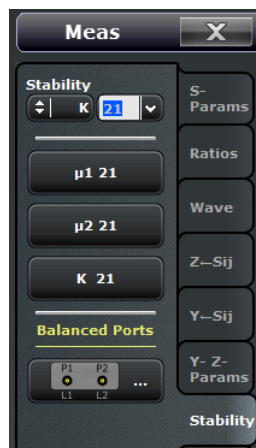 Meas
X
Stability
K 21
µ1 21
µ2 21
K 21
Balanced Ports
P1 P2
...
L1 L2
S-
Params
Ratios
Wave
Z←Sij
Y←Sij
Y- Z-
Params
Stability